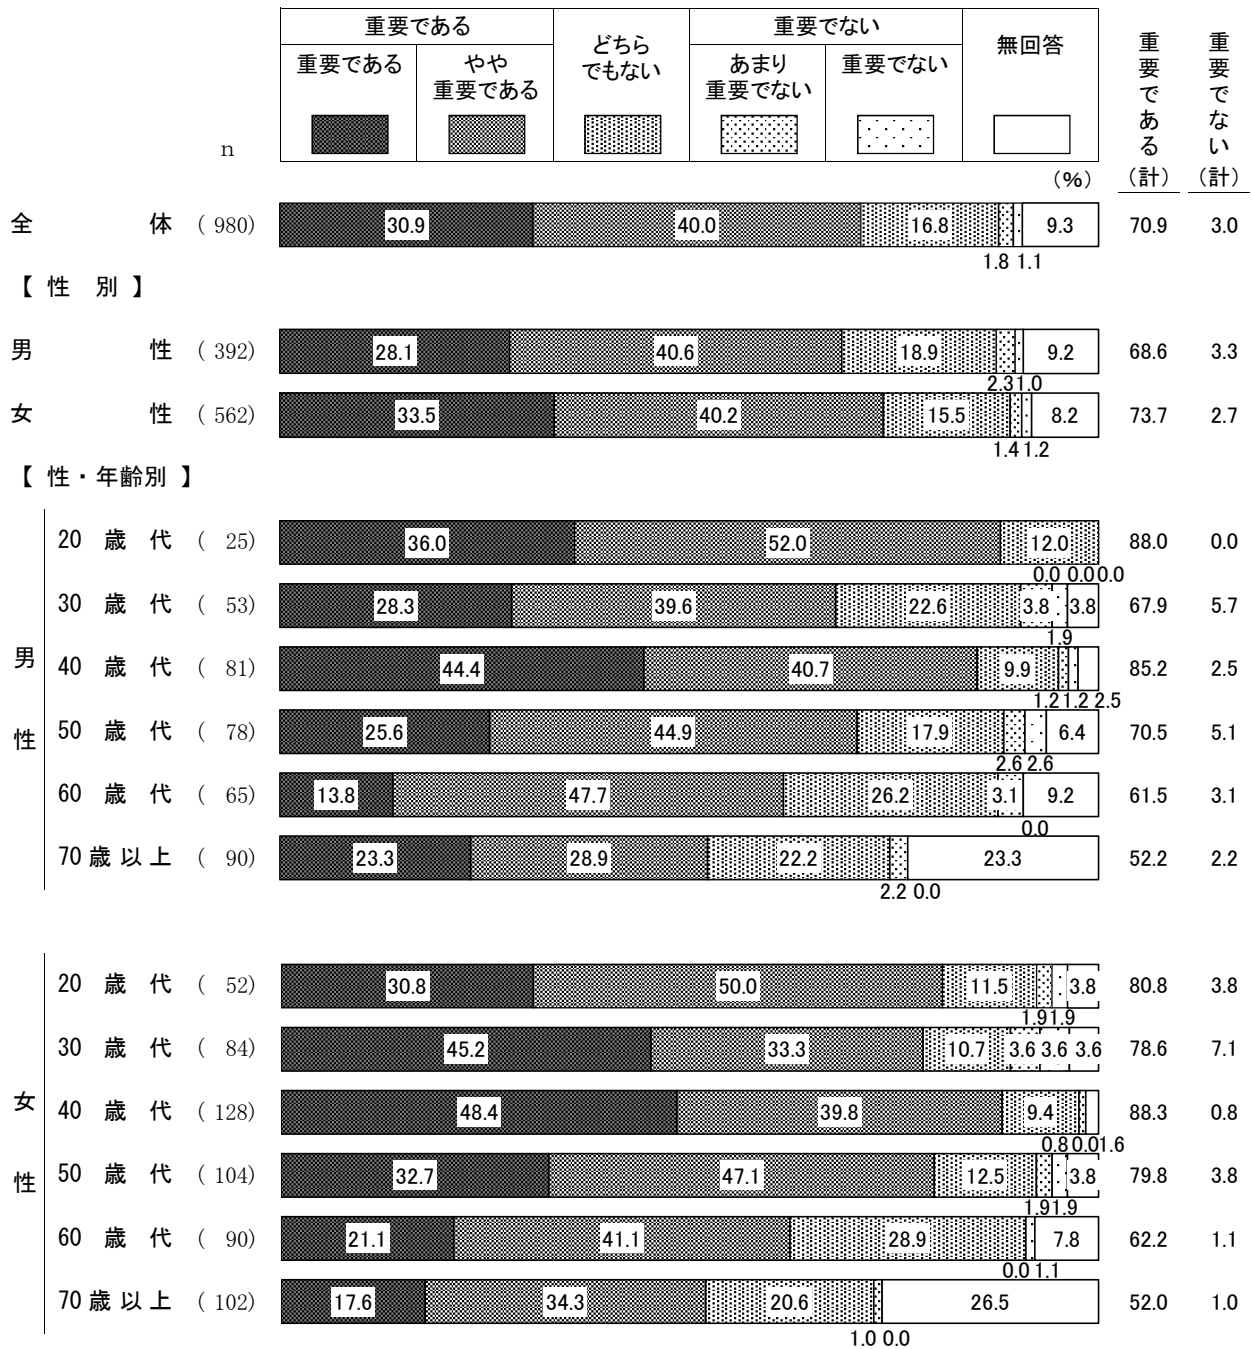 重要である 重要でない
重要である やや重要である どちらでもない あまり重要でない 重要でない 無回答 重要である（計） 重要でない（計）
n
（%）
全体 ( 980) 30.9 40.0 16.8 9.3 70.9 3.0
1.8 1.1
【 性 別 】
男性 ( 392) 28.1 40.6 18.9 9.2 68.6 3.3
2.3 1.0
女性 ( 562) 33.5 40.2 15.5 8.2 73.7 2.7
1.4 1.2
【 性・年齢別 】
男性
20 歳 代 ( 25) 36.0 52.0 12.0 88.0 0.0
0.0 0.0 0.0
30 歳 代 ( 53) 28.3 39.6 22.6 3.8 3.8 67.9 5.7
1.9
40 歳 代 ( 81) 44.4 40.7 9.9 85.2 2.5
1.2 1.2 2.5
50 歳 代 ( 78) 25.6 44.9 17.9 6.4 70.5 5.1
2.6 2.6
60 歳 代 ( 65) 13.8 47.7 26.2 3.1 9.2 61.5 3.1
0.0
70 歳 以 上 ( 90) 23.3 28.9 22.2 23.3 52.2 2.2
2.2 0.0
女性
20 歳 代 ( 52) 30.8 50.0 11.5 3.8 80.8 3.8
1.9 1.9
30 歳 代 ( 84) 45.2 33.3 10.7 3.6 3.6 3.6 78.6 7.1
40 歳 代 ( 128) 48.4 39.8 9.4 88.3 0.8
0.8 0.0 1.6
50 歳 代 ( 104) 32.7 47.1 12.5 3.8 79.8 3.8
1.9 1.9
60 歳 代 ( 90) 21.1 41.1 28.9 7.8 62.2 1.1
0.0 1.1
70 歳 以 上 ( 102) 17.6 34.3 20.6 26.5 52.0 1.0
1.0 0.0